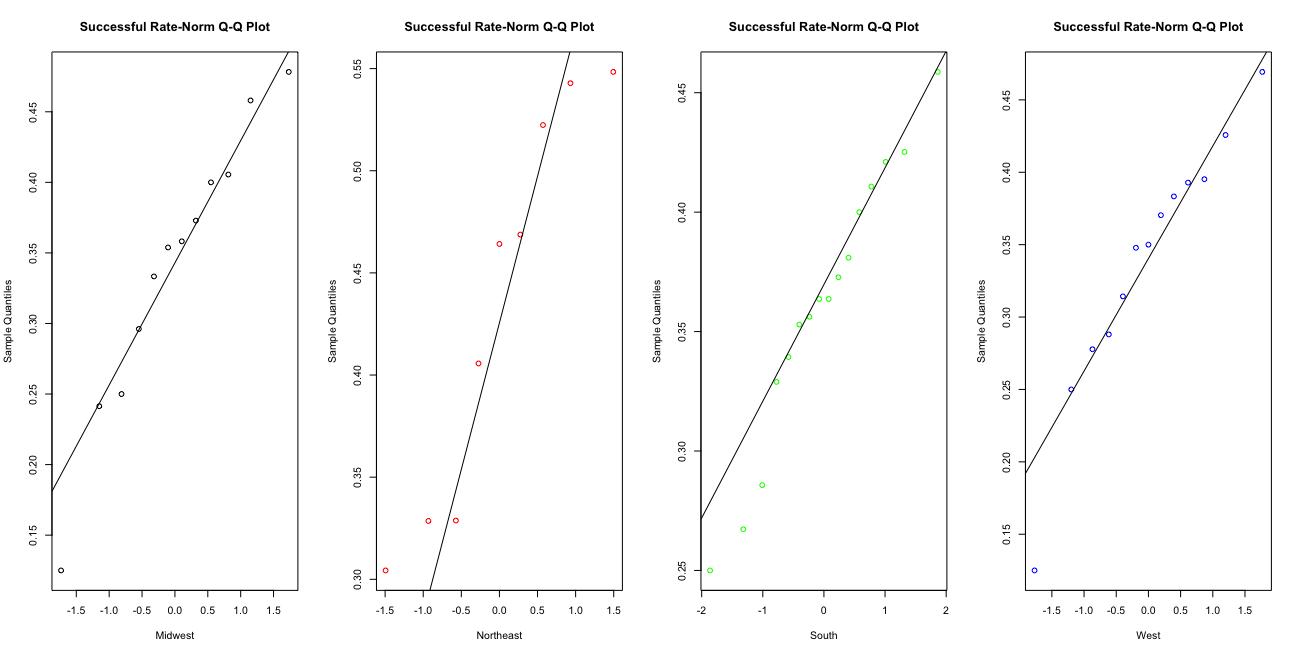 Successful Rate-Norm Q-Q Plot
Sample Quantiles
0.15 0.20 0.25 0.30 0.35 0.40 0.45
-1.5 -1.0 -0.5 0.0 0.5 1.0 1.5
Midwest
Successful Rate-Norm Q-Q Plot
Sample Quantiles
0.30 0.35 0.40 0.45 0.50 0.55
-1.5 -1.0 -0.5 0.0 0.5 1.0 1.5
Northeast
Successful Rate-Norm Q-Q Plot
Sample Quantiles
0.25 0.30 0.35 0.40 0.45
-2 -1 0 1 2
South
Successful Rate-Norm Q-Q Plot
Sample Quantiles
0.15 0.20 0.25 0.30 0.35 0.40 0.45
-1.5 -1.0 -0.5 0.0 0.5 1.0 1.5
West